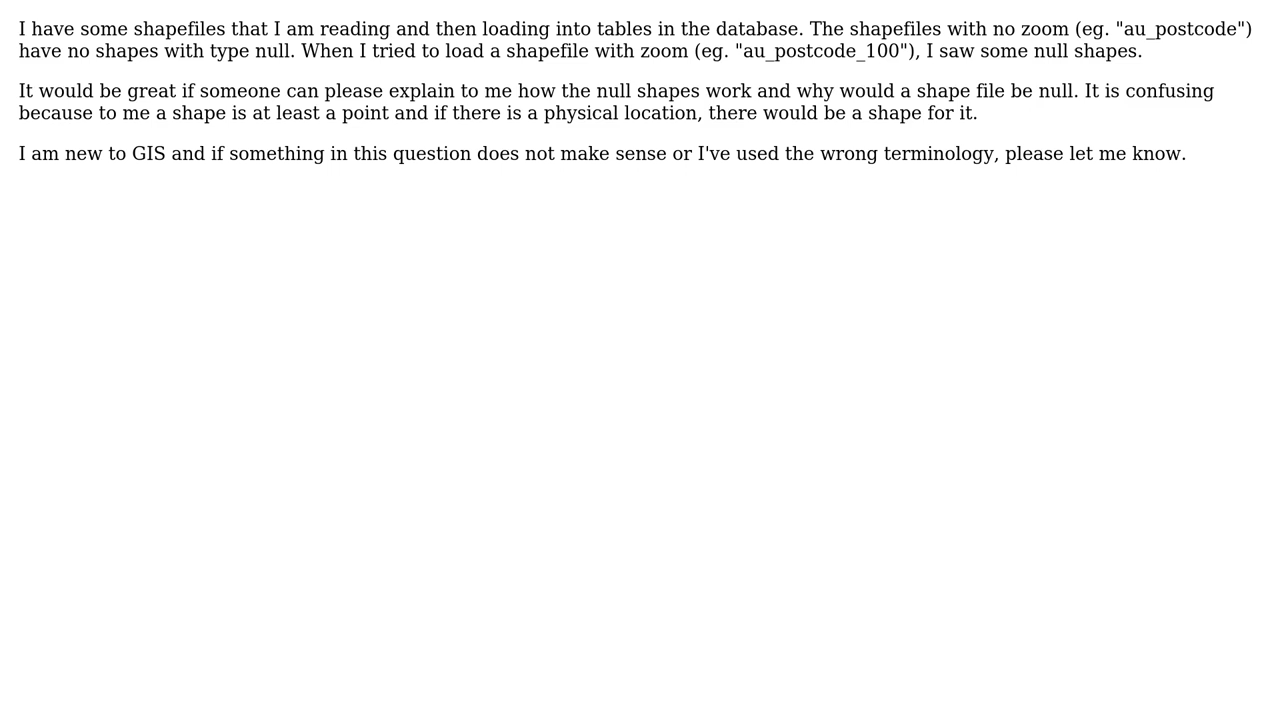 I have some shapefiles that I am reading and then loading into tables in the database. The shapefiles with no zoom (eg. "au_postcode")
have no shapes with type null. When I tried to load a shapefile with zoom (eg. "au_postcode_100"), I saw some null shapes.
It would be great if someone can please explain to me how the null shapes work and why would a shape file be null. It is confusing
because to me a shape is at least a point and if there is a physical location, there would be a shape for it.
I am new to GIS and if something in this question does not make sense or I've used the wrong terminology, please let me know.